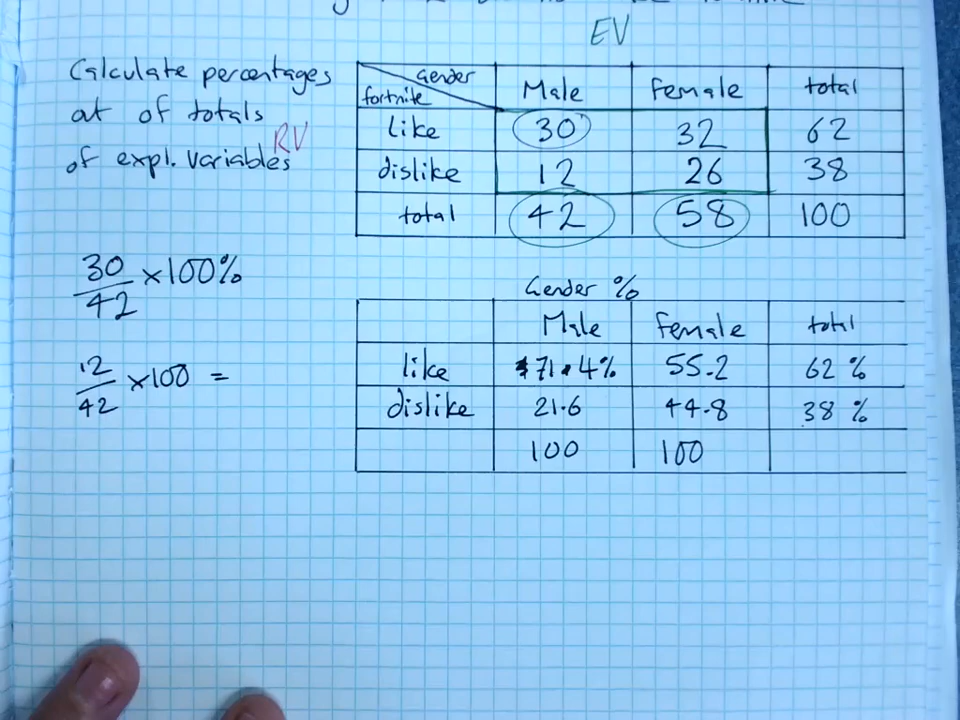 EV
Calculate percentages
at of totals
RV
of expl. variables
Gender Male Female total
fortnite
like 30 32 62
dislike 12 26 38
total 42 58 100
30/42 ×100%
12/42 ×100 =
Gender %
Male Female total
like 71.4% 55.2 62 %
dislike 21.6 44.8 38 %
100 100